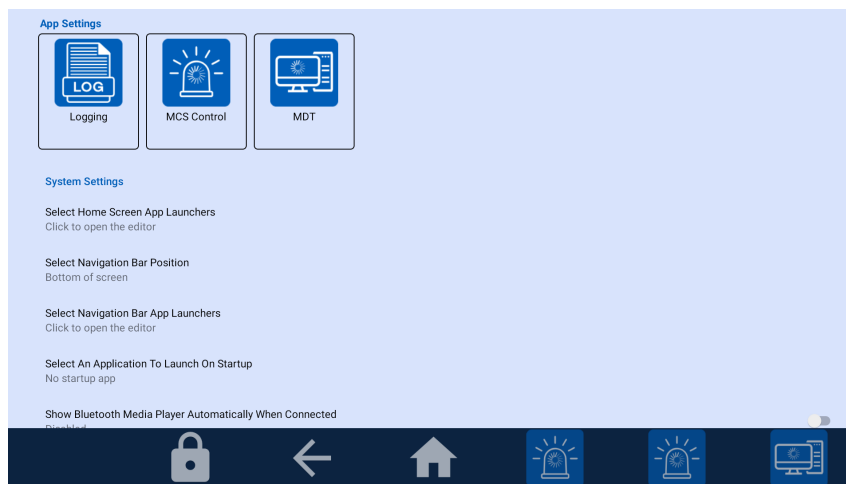 App Settings
LOG
Logging
MCS Control
MDT
System Settings
Select Home Screen App Launchers
Click to open the editor
Select Navigation Bar Position
Bottom of screen
Select Navigation Bar App Launchers
Click to open the editor
Select An Application To Launch On Startup
No startup app
Show Bluetooth Media Player Automatically When Connected
Disabled